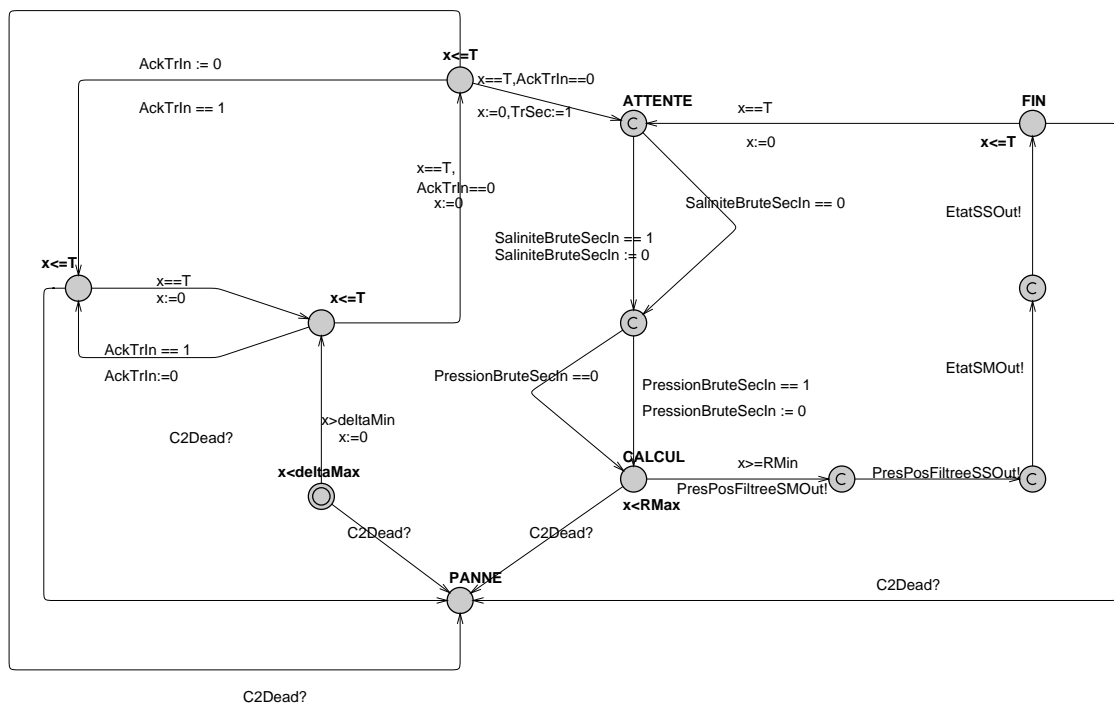 x<=T
AckTrIn := 0
x==T,AckTrIn==0
ATTENTE
FIN
AckTrIn == 1
x:=0,TrSec:=1
x==T
C
x:=0
x<=T
x==T,
AckTrIn==0
x:=0
SaliniteBruteSecIn == 0
EtatSSOut!
SaliniteBruteSecIn == 1
SaliniteBruteSecIn := 0
x<=T
x==T
x:=0
x<=T
C
C
AckTrIn == 1
AckTrIn:=0
PressionBruteSecIn ==0
PressionBruteSecIn == 1
PressionBruteSecIn := 0
EtatSMOut!
x>deltaMin
x:=0
C2Dead?
x<deltaMax
CALCUL
x>=RMin
PresPosFiltreeSMOut!
C
PresPosFiltreeSSOut!
C
x<RMax
C2Dead?
C2Dead?
PANNE
C2Dead?
C2Dead?